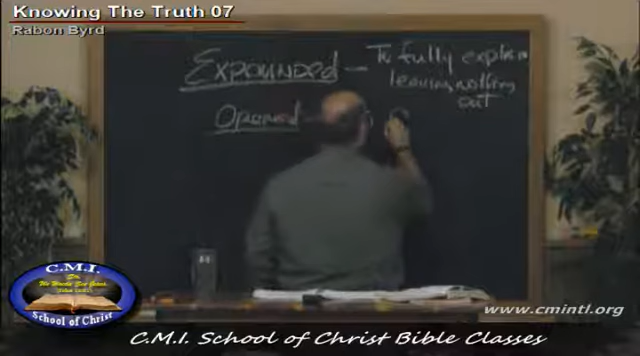 Knowing The Truth 07
Rabon Byrd
Expounded — To fully explain
leaving nothing
out
Opened
C.M.I.
School of Christ
www.cmintl.org
C.M.I. School of Christ Bible Classes